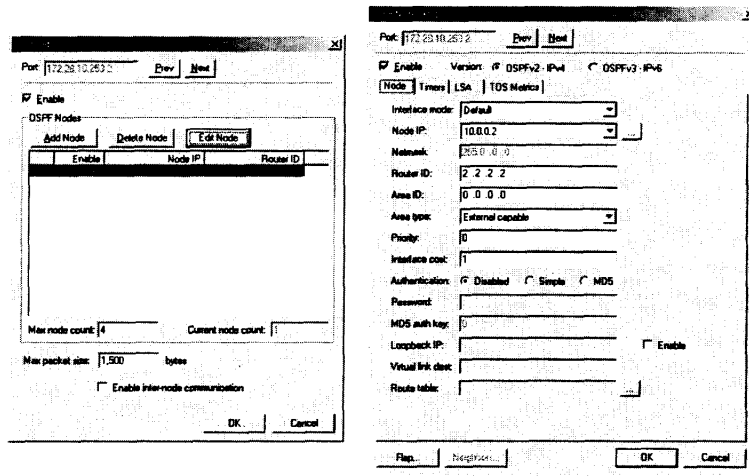 Port: 172.28.10.253:2 Prev Next
Enable
OSPF Nodes
Add Node Delete Node Edit Node
Enable Node IP Router ID
Max node count: 4 Current node count: 1
Max packet size: 1,500 bytes
Enable inter-node communication
OK Cancel
Port: 172.28.10.253:2 Prev Next
Enable Version: OSPFv2 - IPv4 OSPFv3 - IPv6
Node Timers LSA TOS Metrics
Interface mode: Default
Node IP: 10.0.0.2 ...
Netmask: 255.0 .0 .0
Router ID: 2 .2 .2 .2
Area ID: 0 .0 .0 .0
Area type: External capable
Priority: 0
Interface cost: 1
Authentication: Disabled Simple MD5
Password:
MD5 auth key: 0
Loopback IP: Enable
Virtual link dest:
Route table: ...
Flap... Neighbor...
OK Cancel